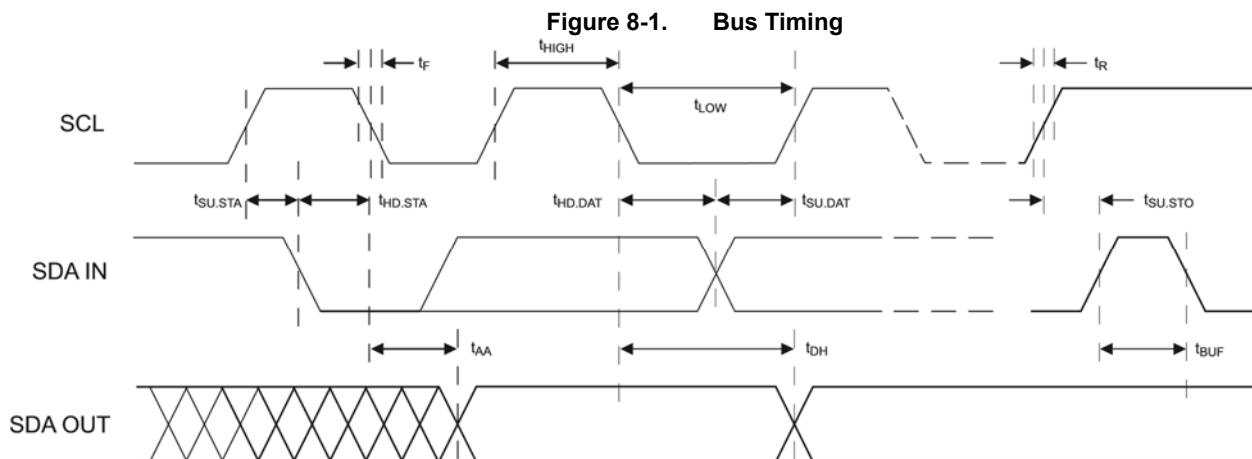 Figure 8-1. Bus Timing
tHIGH
tF
tR
tLOW
SCL
tSU.STA
tHD.STA
tHD.DAT
tSU.DAT
tSU.STO
SDA IN
tAA
tDH
tBUF
SDA OUT